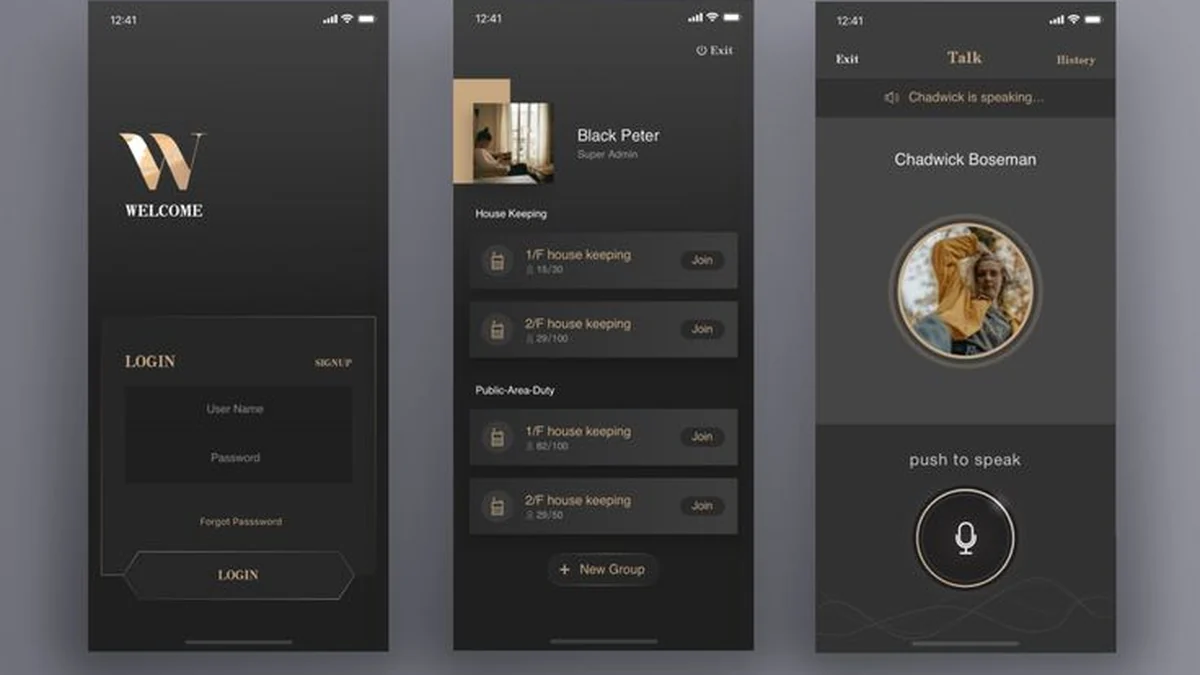 12:41
W
WELCOME
LOGIN
SIGNUP
User Name
Password
Forgot Passsword
LOGIN
12:41
Exit
Black Peter
Super Admin
House Keeping
1/F house keeping
15/30
Join
2/F house keeping
29/100
Join
Public-Area-Duty
1/F house keeping
62/100
Join
2/F house keeping
29/50
Join
+ New Group
12:41
Exit
Talk
History
Chadwick is speaking...
Chadwick Boseman
push to speak